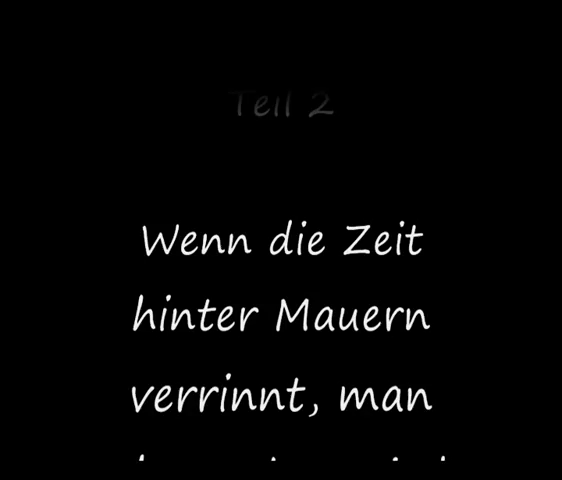 Teil 2
Wenn die Zeit
hinter Mauern
verrinnt, man